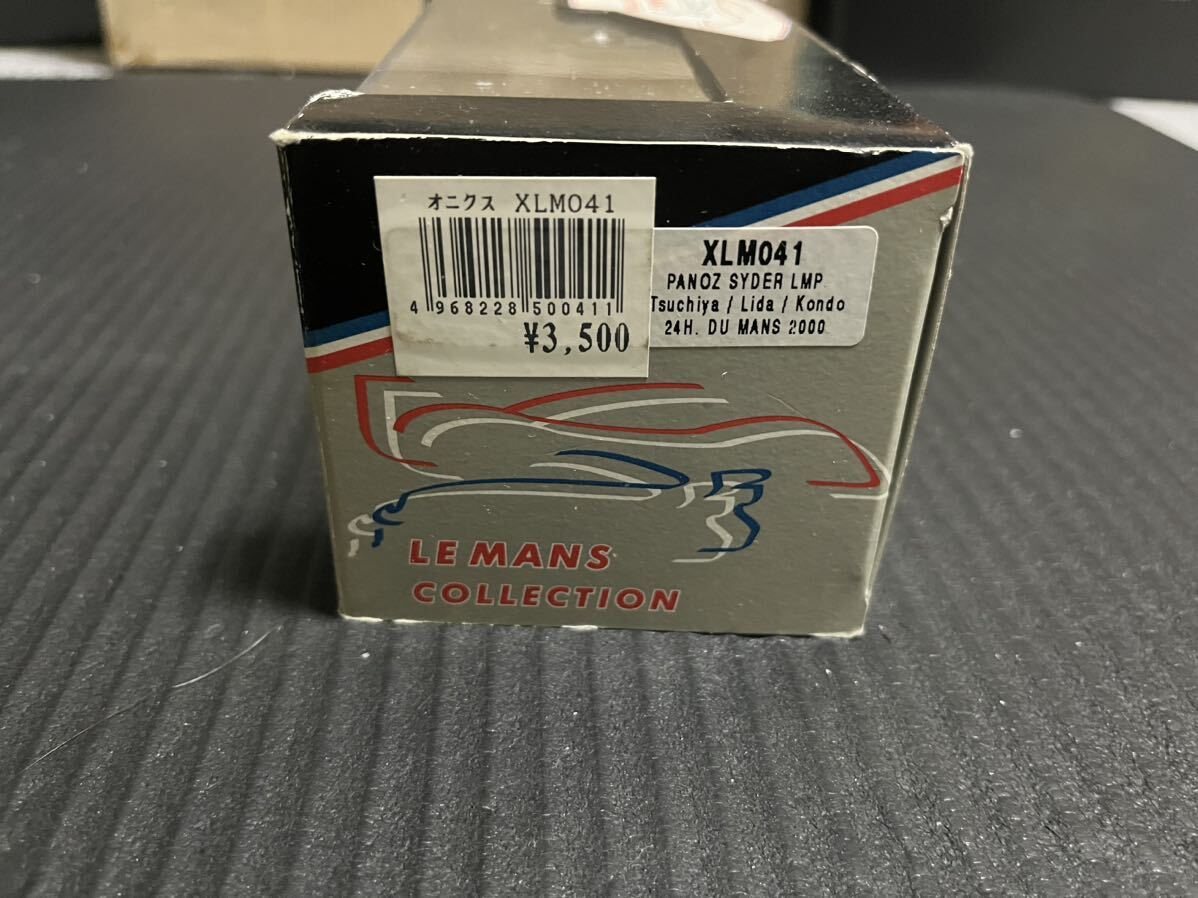 オニクス XLM041
4 968228 500411
¥3,500
XLM041
PANOZ SYDER LMP
Tsuchiya / Lida / Kondo
24H. DU MANS 2000
LE MANS
COLLECTION